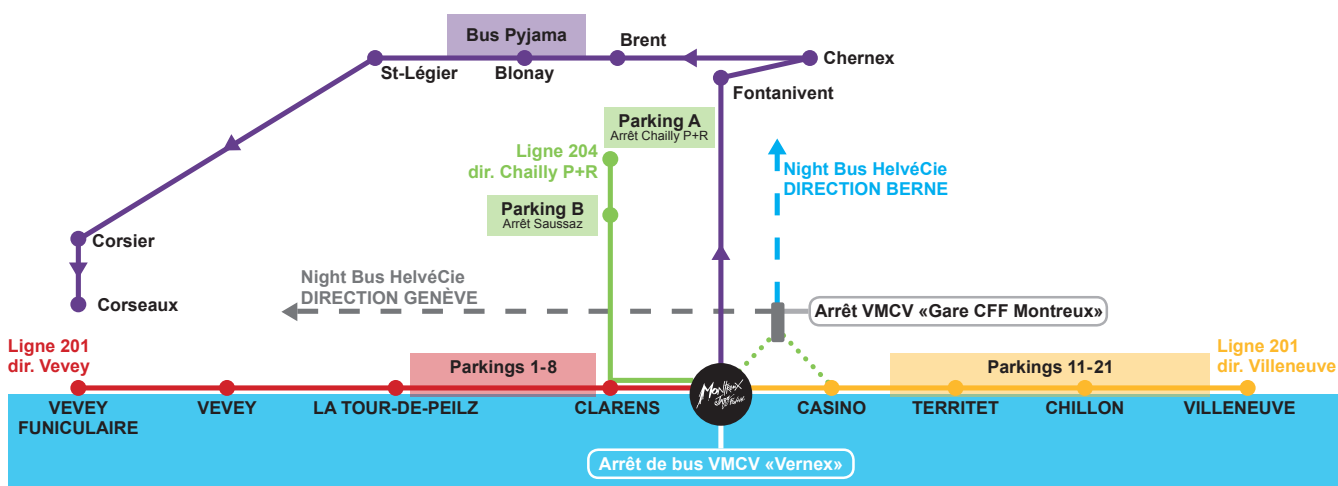 Bus Pyjama
Brent
Chernex
St-Légier
Blonay
Fontanivent
Parking A
Arrêt Chailly P+R
Ligne 204
dir. Chailly P+R
Night Bus HelvéCie
DIRECTION BERNE
Parking B
Arrêt Saussaz
Corsier
Night Bus HelvéCie
DIRECTION GENÈVE
Corseaux
Arrêt VMCV «Gare CFF Montreux»
Ligne 201
dir. Vevey
Parkings 1-8
Parkings 11-21
Ligne 201
dir. Villeneuve
Montreux
Jazz Festival
VEVEY
FUNICULAIRE
VEVEY
LA TOUR-DE-PEILZ
CLARENS
CASINO
TERRITET
CHILLON
VILLENEUVE
Arrêt de bus VMCV «Vernex»